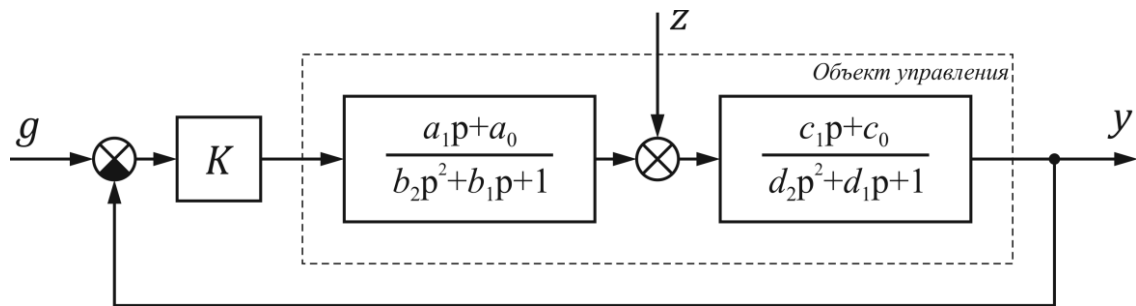 z
Объект управления
g
K
a₁p+a₀
b₂p²+b₁p+1
c₁p+c₀
d₂p²+d₁p+1
y